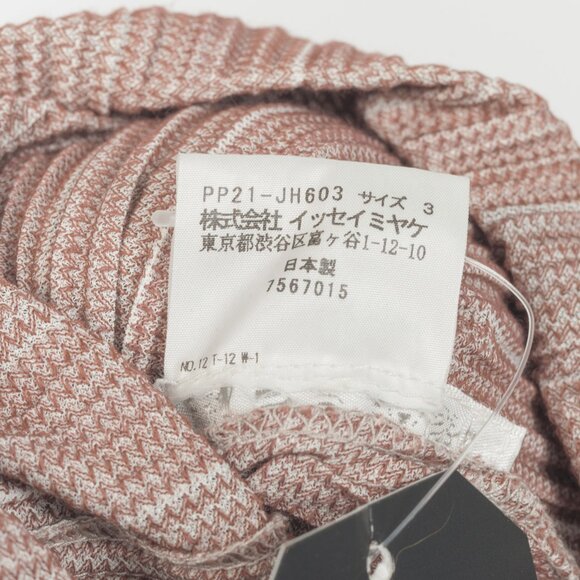 PP21-JH603 サイズ 3
株式会社 イッセイミヤケ
東京都渋谷区富ヶ谷1-12-10
日本製
7567015
NO.12 T-12 W-1